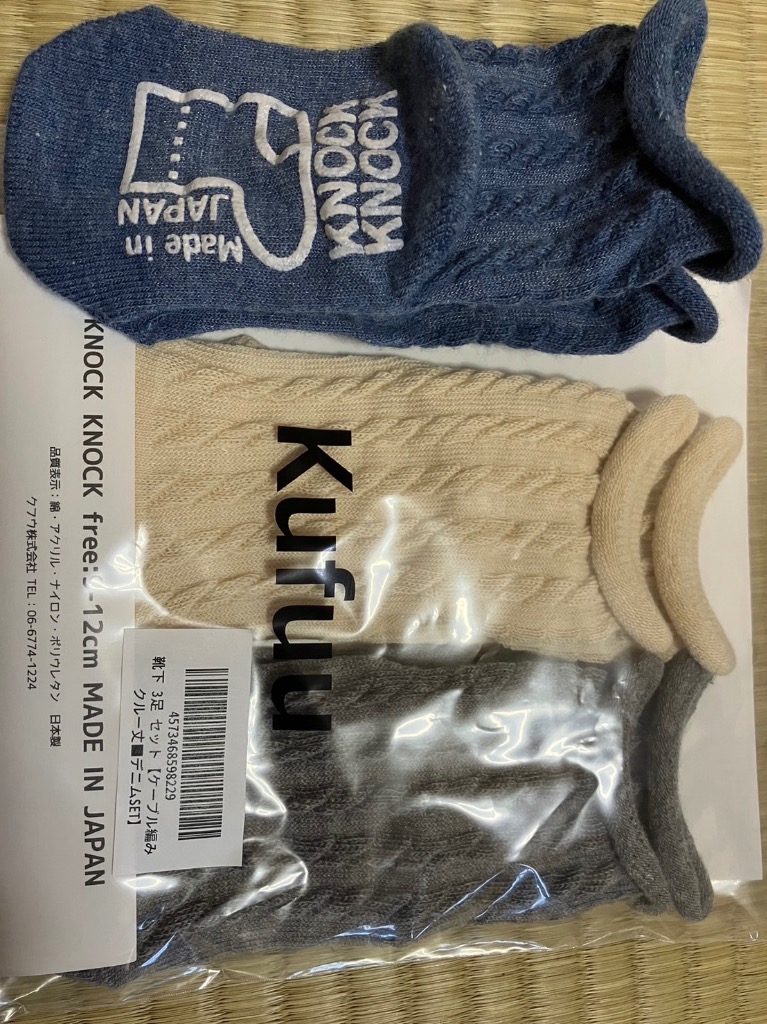 KNOCK
KNOCK
Made in
JAPAN
Kufuu
KNOCK KNOCK free:9-12cm MADE IN JAPAN
品質表示：綿・アクリル・ナイロン・ポリウレタン 日本製
クフウ株式会社 TEL：06-6774-1224
4573468598229
靴下 3足 セット【ケーブル編み
クルー丈■デニムSET】